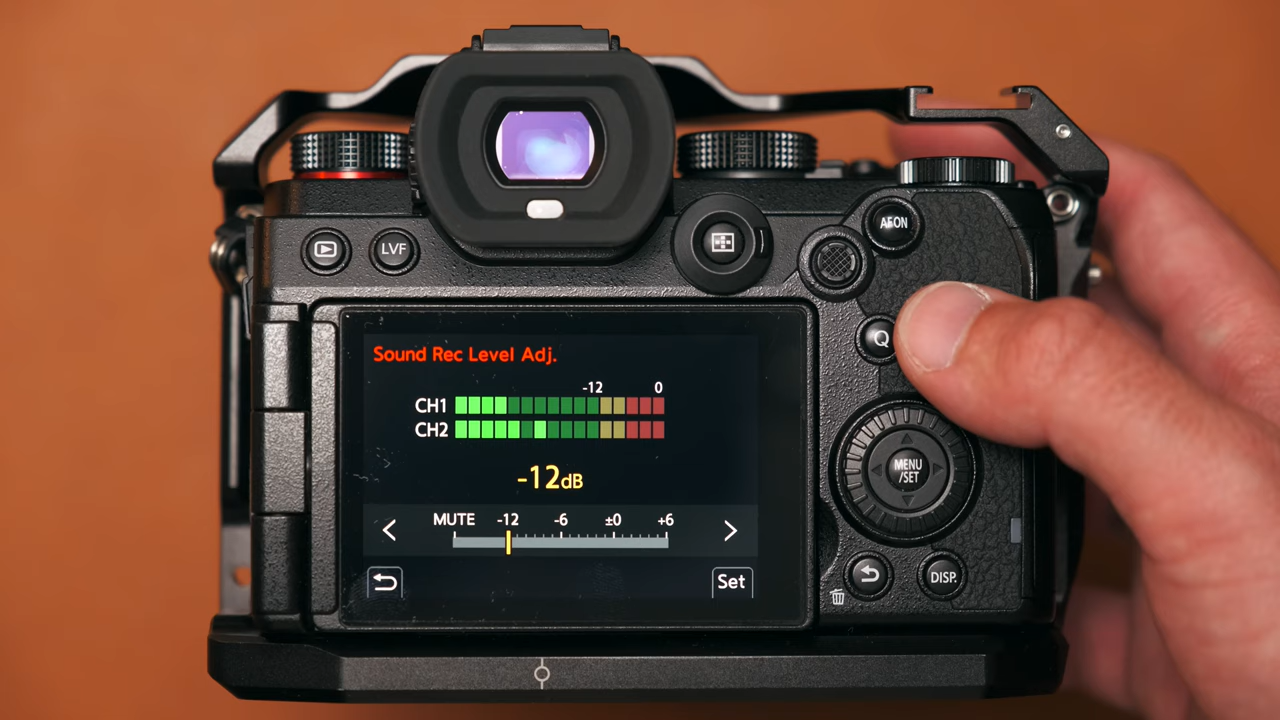 LVF
AF ON
Q
Sound Rec Level Adj.
-12 0
CH1
CH2
-12dB
MUTE -12 -6 ±0 +6
Set
MENU
/SET
DISP.